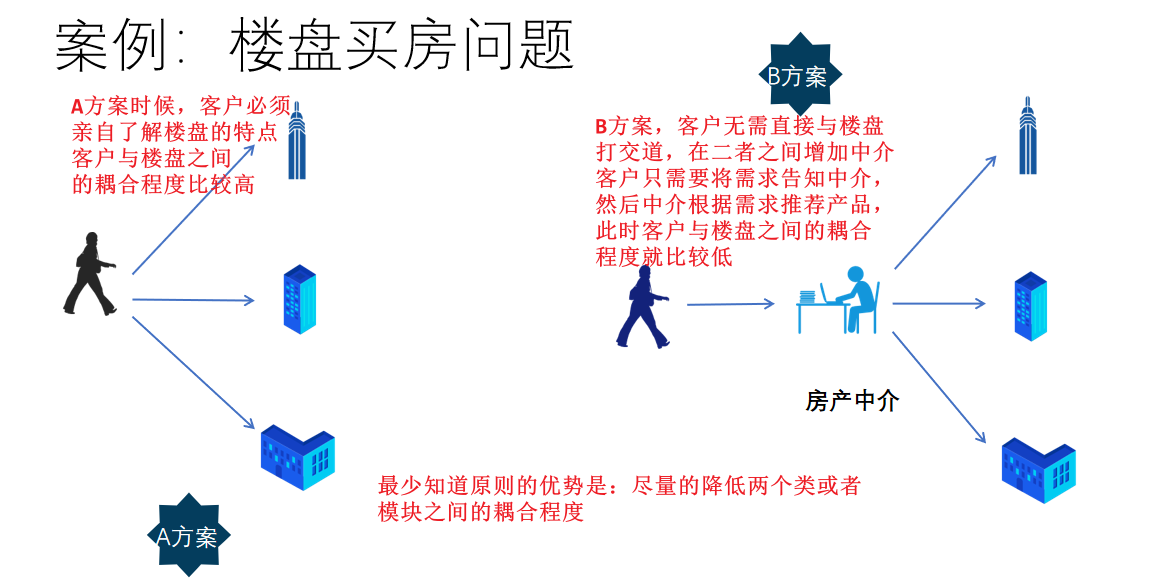 案例：楼盘买房问题
A方案时候，客户必须
亲自了解楼盘的特点
客户与楼盘之间
的耦合程度比较高
A方案
B方案
B方案，客户无需直接与楼盘
打交道，在二者之间增加中介
客户只需要将需求告知中介，
然后中介根据需求推荐产品，
此时客户与楼盘之间的耦合
程度就比较低
房产中介
最少知道原则的优势是：尽量的降低两个类或者
模块之间的耦合程度